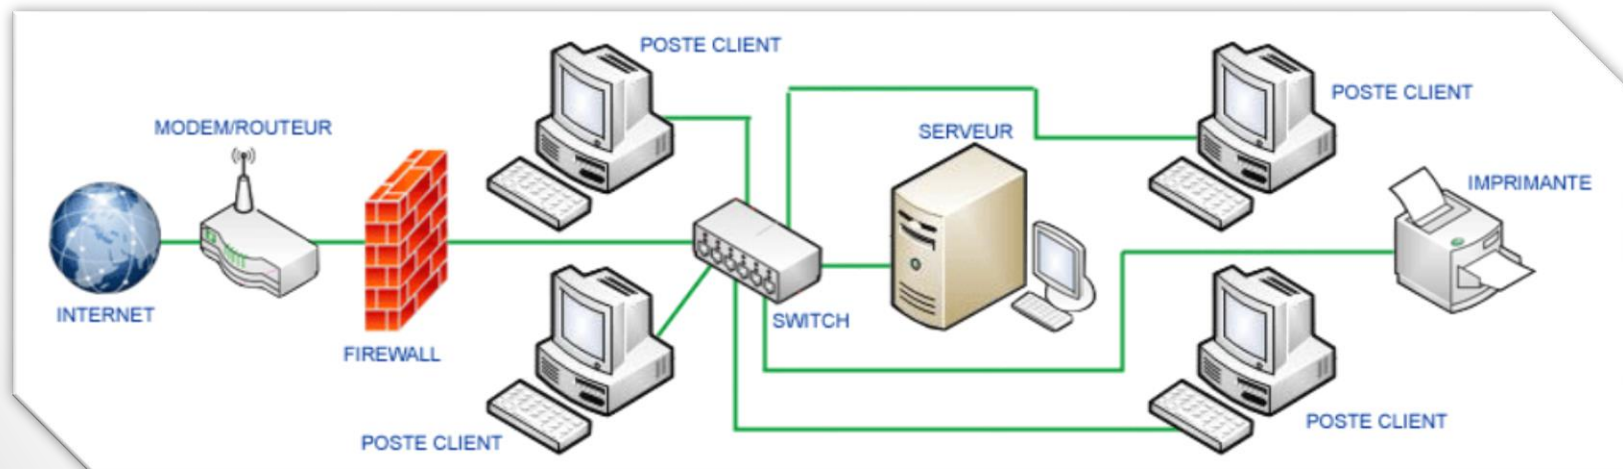 POSTE CLIENT
POSTE CLIENT
MODEM/ROUTEUR
SERVEUR
IMPRIMANTE
INTERNET
SWITCH
FIREWALL
POSTE CLIENT
POSTE CLIENT